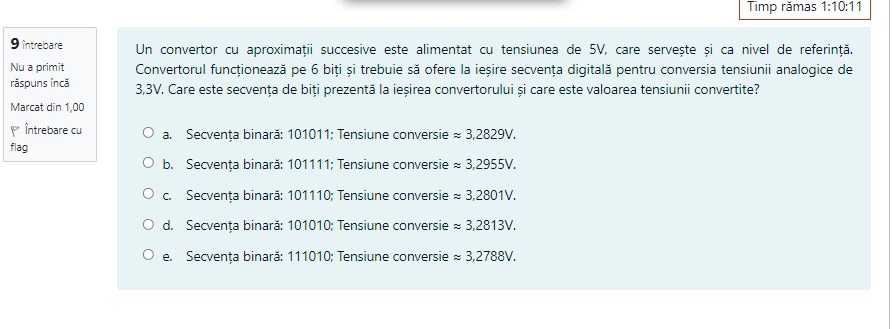 Timp rămas 1:10:11
9 întrebare
Nu a primit
răspuns încă
Marcat din 1,00
Întrebare cu
flag
Un convertor cu aproximații succesive este alimentat cu tensiunea de 5V, care servește și ca nivel de referință.
Convertorul funcționează pe 6 biți și trebuie să ofere la ieșire secvența digitală pentru conversia tensiunii analogice de
3,3V. Care este secvența de biți prezentă la ieșirea convertorului și care este valoarea tensiunii convertite?
a. Secvența binară: 101011; Tensiune conversie ≈ 3,2829V.
b. Secvența binară: 101111; Tensiune conversie ≈ 3,2955V.
c. Secvența binară: 101110; Tensiune conversie ≈ 3,2801V.
d. Secvența binară: 101010; Tensiune conversie ≈ 3,2813V.
e. Secvența binară: 111010; Tensiune conversie ≈ 3,2788V.